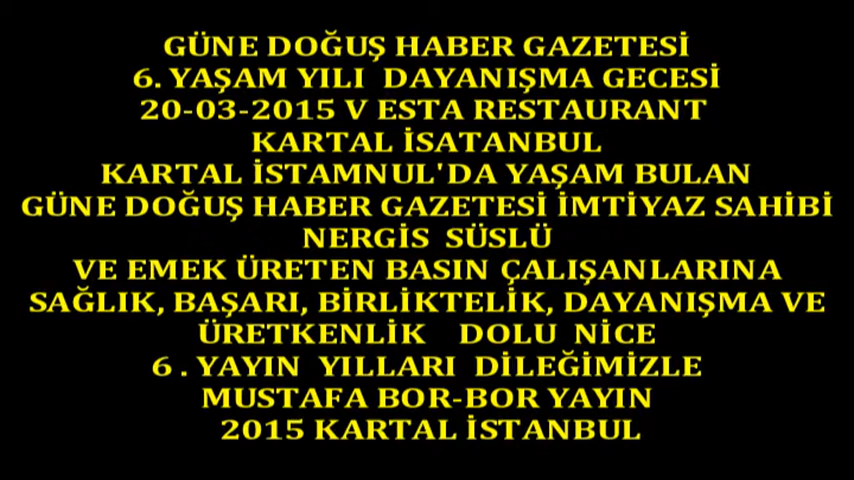 GÜNE DOĞUŞ HABER GAZETESİ
6. YAŞAM YILI DAYANIŞMA GECESİ
20-03-2015 V ESTA RESTAURANT
KARTAL İSATANBUL
KARTAL İSTAMNUL'DA YAŞAM BULAN
GÜNE DOĞUŞ HABER GAZETESİ İMTİYAZ SAHİBİ
NERGİS SÜSLÜ
VE EMEK ÜRETEN BASIN ÇALIŞANLARINA
SAĞLIK, BAŞARI, BİRLİKTELİK, DAYANIŞMA VE
ÜRETKENLİK DOLU NİCE
6 . YAYIN YILLARI DİLEĞİMİZLE
MUSTAFA BOR-BOR YAYIN
2015 KARTAL İSTANBUL